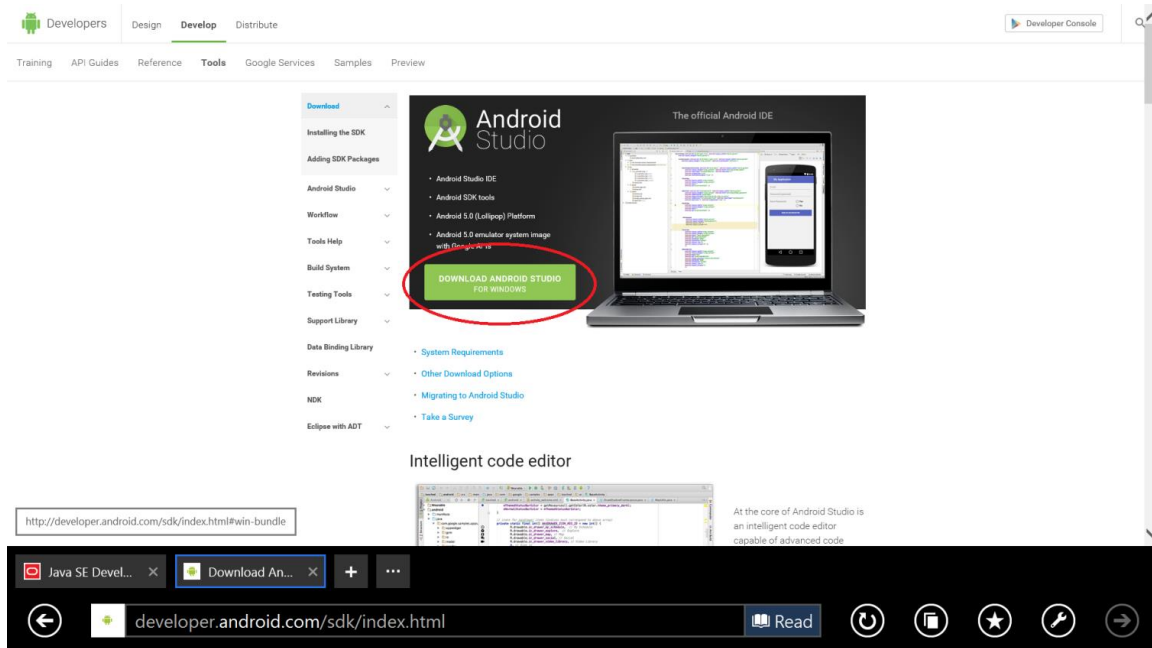 Developers
Design Develop Distribute
Developer Console
Training API Guides Reference Tools Google Services Samples Preview
Download
Installing the SDK
Adding SDK Packages
Android Studio
Workflow
Tools Help
Build System
Testing Tools
Support Library
Data Binding Library
Revisions
NDK
Eclipse with ADT
Android
Studio
The official Android IDE
• Android Studio IDE
• Android SDK tools
• Android 5.0 (Lollipop) Platform
• Android 5.0 emulator system image
with Google APIs
DOWNLOAD ANDROID STUDIO
FOR WINDOWS
• System Requirements
• Other Download Options
• Migrating to Android Studio
• Take a Survey
Intelligent code editor
At the core of Android Studio is
an intelligent code editor
capable of advanced code
http://developer.android.com/sdk/index.html#win-bundle
Java SE Devel...
Download An...
developer.android.com/sdk/index.html
Read